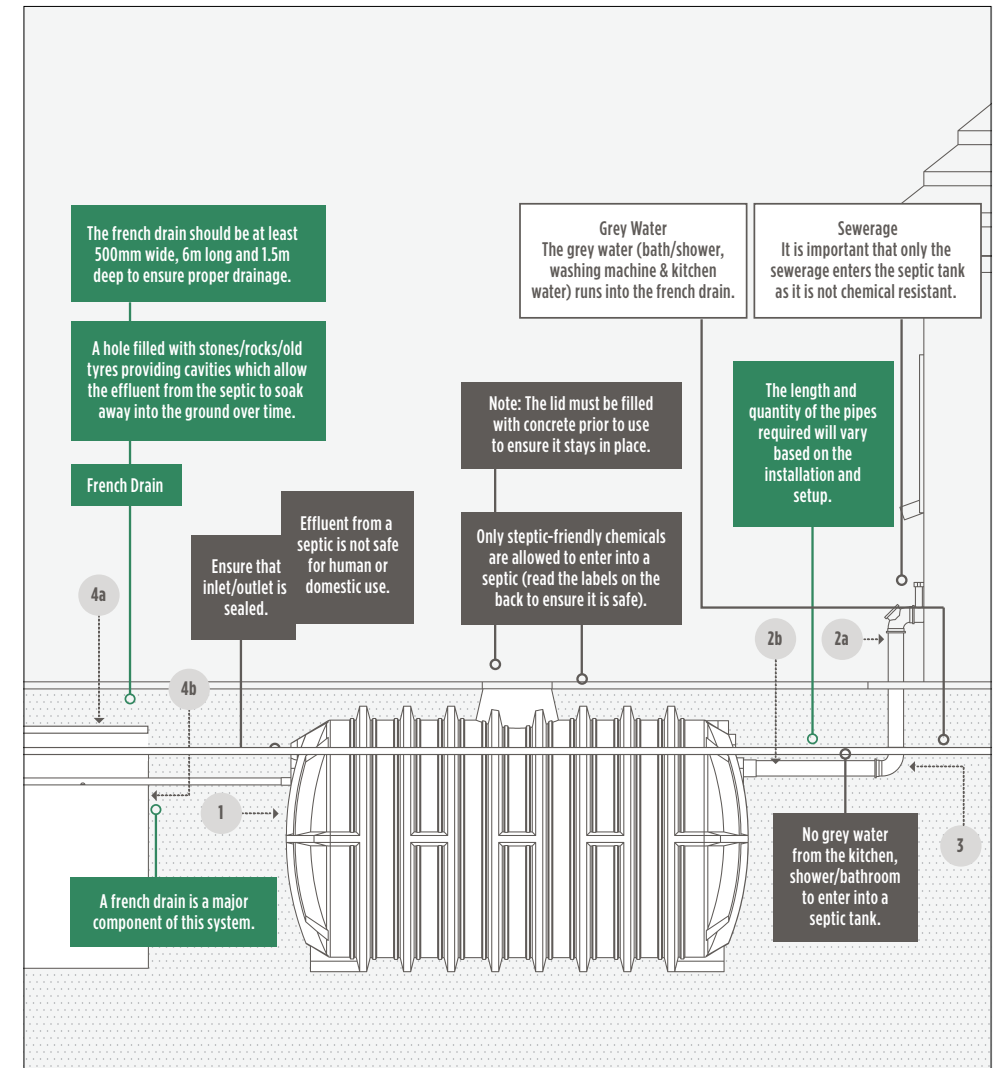 The french drain should be at least
500mm wide, 6m long and 1.5m
deep to ensure proper drainage.
A hole filled with stones/rocks/old
tyres providing cavities which allow
the effluent from the septic to soak
away into the ground over time.
French Drain
Grey Water
The grey water (bath/shower,
washing machine & kitchen
water) runs into the french drain.
Sewerage
It is important that only the
sewerage enters the septic tank
as it is not chemical resistant.
Note: The lid must be filled
with concrete prior to use
to ensure it stays in place.
The length and
quantity of the pipes
required will vary
based on the
installation and
setup.
Effluent from a
septic is not safe
for human or
domestic use.
Ensure that
inlet/outlet is
sealed.
Only steptic-friendly chemicals
are allowed to enter into a
septic (read the labels on the
back to ensure it is safe).
4a
4b
2b
2a
1
3
No grey water
from the kitchen,
shower/bathroom
to enter into a
septic tank.
A french drain is a major
component of this system.